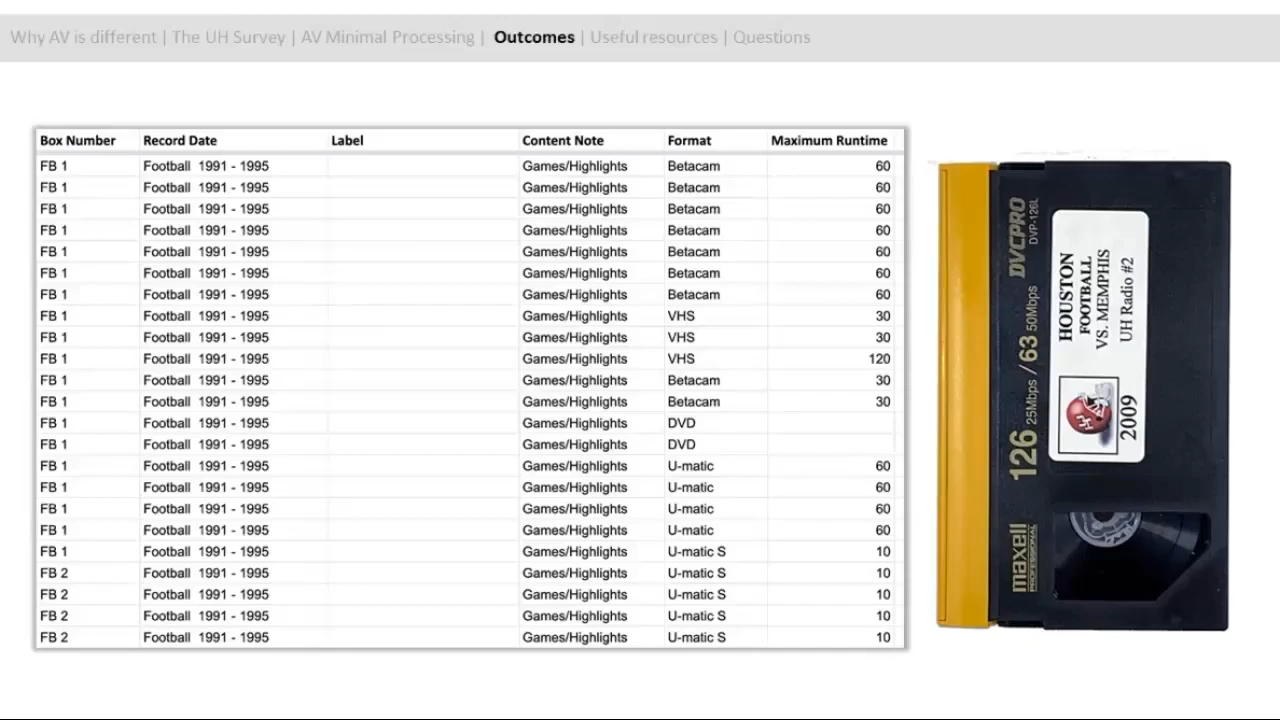 Why AV is different | The UH Survey | AV Minimal Processing | Outcomes | Useful resources | Questions
Box Number Record Date Label Content Note Format Maximum Runtime
FB 1 Football 1991 - 1995 Games/Highlights Betacam 60
FB 1 Football 1991 - 1995 Games/Highlights Betacam 60
FB 1 Football 1991 - 1995 Games/Highlights Betacam 60
FB 1 Football 1991 - 1995 Games/Highlights Betacam 60
FB 1 Football 1991 - 1995 Games/Highlights Betacam 60
FB 1 Football 1991 - 1995 Games/Highlights Betacam 60
FB 1 Football 1991 - 1995 Games/Highlights Betacam 60
FB 1 Football 1991 - 1995 Games/Highlights VHS 30
FB 1 Football 1991 - 1995 Games/Highlights VHS 30
FB 1 Football 1991 - 1995 Games/Highlights VHS 120
FB 1 Football 1991 - 1995 Games/Highlights Betacam 30
FB 1 Football 1991 - 1995 Games/Highlights Betacam 30
FB 1 Football 1991 - 1995 Games/Highlights DVD
FB 1 Football 1991 - 1995 Games/Highlights DVD
FB 1 Football 1991 - 1995 Games/Highlights U-matic 60
FB 1 Football 1991 - 1995 Games/Highlights U-matic 60
FB 1 Football 1991 - 1995 Games/Highlights U-matic 60
FB 1 Football 1991 - 1995 Games/Highlights U-matic 60
FB 1 Football 1991 - 1995 Games/Highlights U-matic S 10
FB 2 Football 1991 - 1995 Games/Highlights U-matic S 10
FB 2 Football 1991 - 1995 Games/Highlights U-matic S 10
FB 2 Football 1991 - 1995 Games/Highlights U-matic S 10
FB 2 Football 1991 - 1995 Games/Highlights U-matic S 10
maxell 126 25Mbps / 63 50Mbps DVCPRO
PROFESSIONAL DVP-126L
HOUSTON
FOOTBALL
VS. MEMPHIS
UH Radio #2
2009